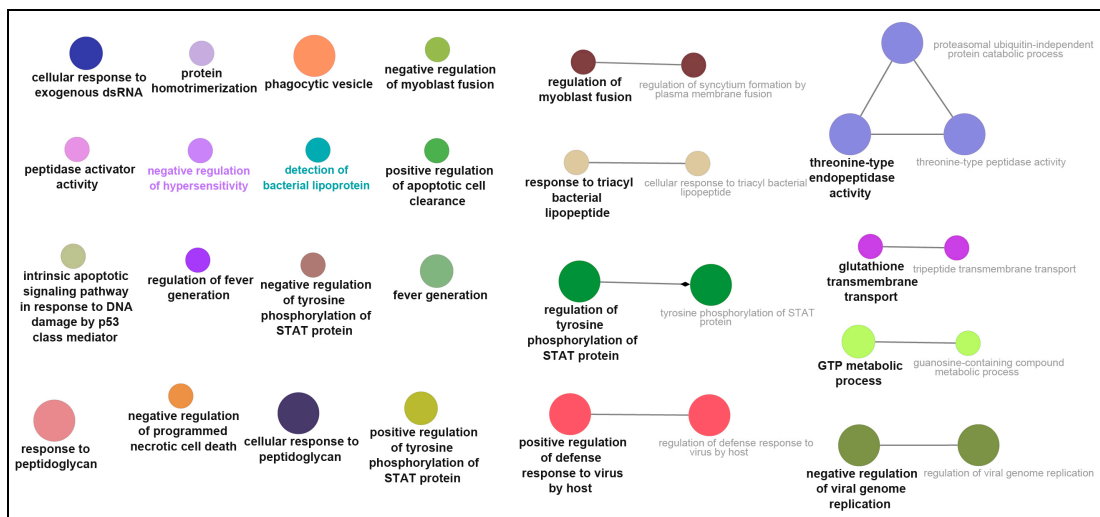 cellular response to
exogenous dsRNA
protein
homotrimerization
phagocytic vesicle
negative regulation
of myoblast fusion
peptidase activator
activity
negative regulation
of hypersensitivity
detection of
bacterial lipoprotein
positive regulation
of apoptotic cell
clearance
intrinsic apoptotic
signaling pathway
in response to DNA
damage by p53
class mediator
regulation of fever
generation
negative regulation
of tyrosine
phosphorylation of
STAT protein
fever generation
response to
peptidoglycan
negative regulation
of programmed
necrotic cell death
cellular response to
peptidoglycan
positive regulation
of tyrosine
phosphorylation of
STAT protein
regulation of
myoblast fusion
regulation of syncytium formation by
plasma membrane fusion
response to triacyl
bacterial
lipopeptide
cellular response to triacyl bacterial
lipopeptide
regulation of
tyrosine
phosphorylation of
STAT protein
tyrosine phosphorylation of STAT
protein
positive regulation
of defense
response to virus
by host
regulation of defense response to
virus by host
proteasomal ubiquitin-independent
protein catabolic process
threonine-type
endopeptidase
activity
threonine-type peptidase activity
glutathione
transmembrane
transport
tripeptide transmembrane transport
GTP metabolic
process
guanosine-containing compound
metabolic process
negative regulation
of viral genome
replication
regulation of viral genome replication